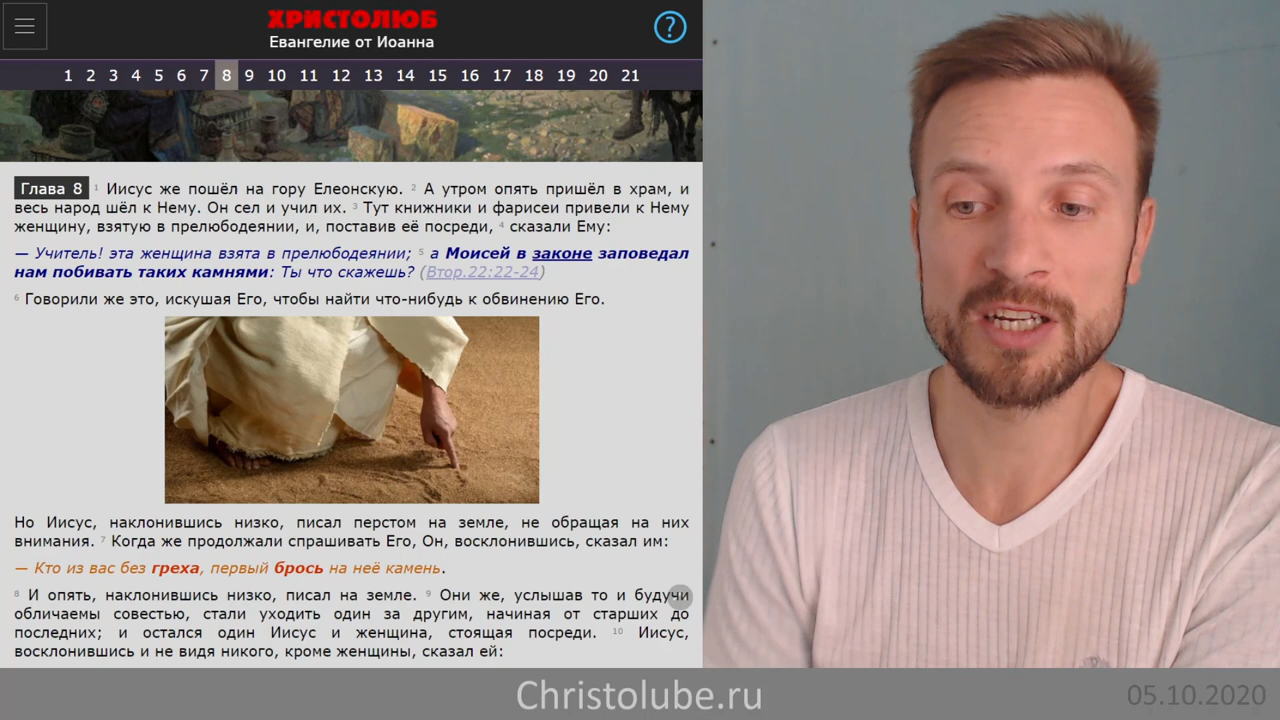 ХРИСТОЛЮБ
Евангелие от Иоанна
?
1 2 3 4 5 6 7 8 9 10 11 12 13 14 15 16 17 18 19 20 21
Глава 8 1 Иисус же пошёл на гору Елеонскую. 2 А утром опять пришёл в храм, и
весь народ шёл к Нему. Он сел и учил их. 3 Тут книжники и фарисеи привели к Нему
женщину, взятую в прелюбодеянии, и, поставив её посреди, 4 сказали Ему:
— Учитель! эта женщина взята в прелюбодеянии; 5 а Моисей в законе заповедал
нам побивать таких камнями: Ты что скажешь? (Втор.22:22-24)
6 Говорили же это, искушая Его, чтобы найти что-нибудь к обвинению Его.
Но Иисус, наклонившись низко, писал перстом на земле, не обращая на них
внимания. 7 Когда же продолжали спрашивать Его, Он, восклонившись, сказал им:
— Кто из вас без греха, первый брось на неё камень.
8 И опять, наклонившись низко, писал на земле. 9 Они же, услышав то и будучи
обличаемы совестью, стали уходить один за другим, начиная от старших до
последних; и остался один Иисус и женщина, стоящая посреди. 10 Иисус,
восклонившись и не видя никого, кроме женщины, сказал ей:
Christolube.ru
05.10.2020